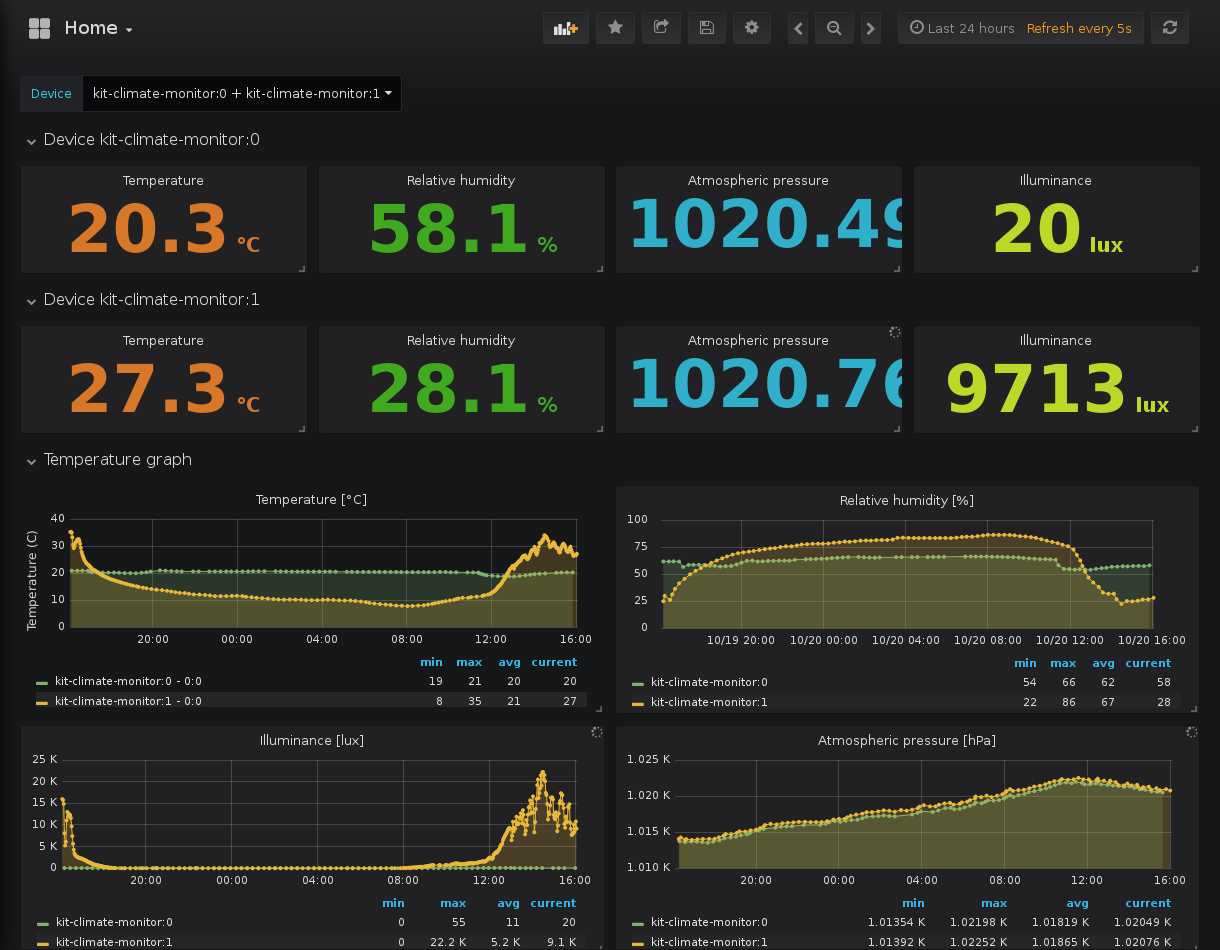 Home
Last 24 hours Refresh every 5s
Device kit-climate-monitor:0 + kit-climate-monitor:1
Device kit-climate-monitor:0
Temperature Relative humidity Atmospheric pressure Illuminance
20.3 °C 58.1 % 1020.49 20 lux
Device kit-climate-monitor:1
Temperature Relative humidity Atmospheric pressure Illuminance
27.3 °C 28.1 % 1020.76 9713 lux
Temperature graph
Temperature [°C]
Temperature (C)
40
30
20
10
0
20:00 00:00 04:00 08:00 12:00 16:00
min max avg current
kit-climate-monitor:0 - 0:0 19 21 20 20
kit-climate-monitor:1 - 0:0 8 35 21 27
Relative humidity [%]
100
75
50
25
0
10/19 20:00 10/20 00:00 10/20 04:00 10/20 08:00 10/20 12:00 10/20 16:00
min max avg current
kit-climate-monitor:0 54 66 62 58
kit-climate-monitor:1 22 86 67 28
Illuminance [lux]
25 K
20 K
15 K
10 K
5 K
0
20:00 00:00 04:00 08:00 12:00 16:00
min max avg current
kit-climate-monitor:0 0 55 11 20
kit-climate-monitor:1 0 22.2 K 5.2 K 9.1 K
Atmospheric pressure [hPa]
1.025 K
1.020 K
1.015 K
1.010 K
20:00 00:00 04:00 08:00 12:00 16:00
min max avg current
kit-climate-monitor:0 1.01354 K 1.02198 K 1.01819 K 1.02049 K
kit-climate-monitor:1 1.01392 K 1.02252 K 1.01865 K 1.02076 K